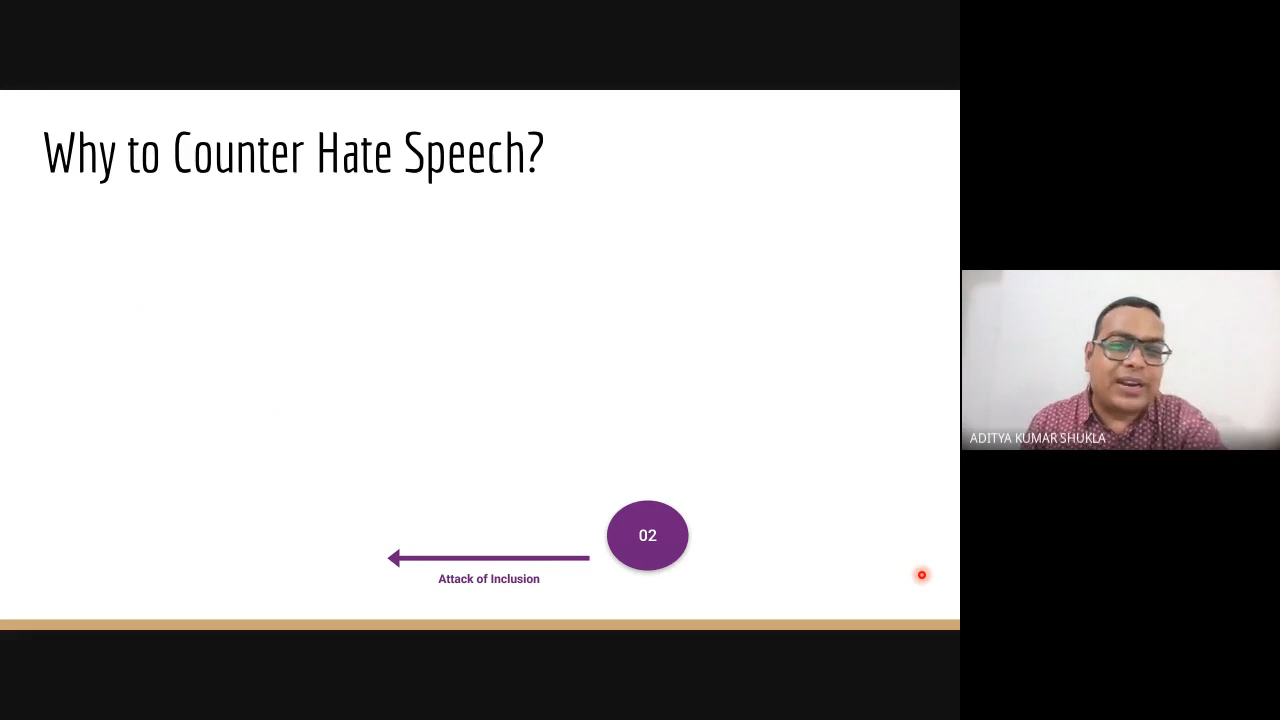 Why to Counter Hate Speech?
02
Attack of Inclusion
ADITYA KUMAR SHUKLA